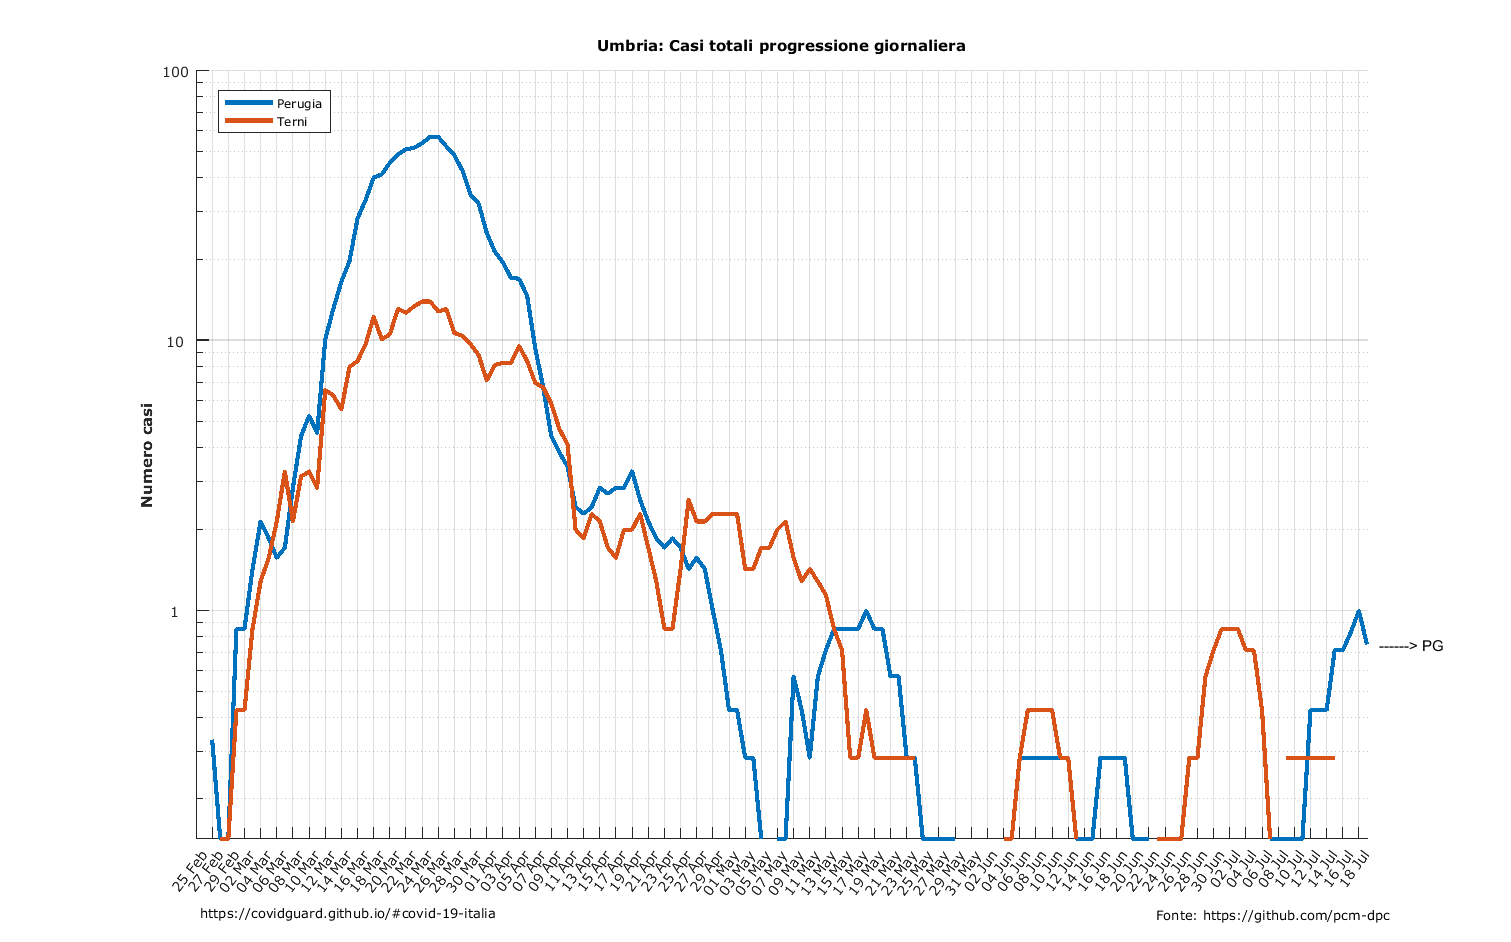 Umbria: Casi totali progressione giornaliera
100
Perugia
Terni
10
Numero casi
1
------> PG
25 Feb
27 Feb
29 Feb
02 Mar
04 Mar
06 Mar
08 Mar
10 Mar
12 Mar
14 Mar
16 Mar
18 Mar
20 Mar
22 Mar
24 Mar
26 Mar
28 Mar
30 Mar
01 Apr
03 Apr
05 Apr
07 Apr
09 Apr
11 Apr
13 Apr
15 Apr
17 Apr
19 Apr
21 Apr
23 Apr
25 Apr
27 Apr
29 Apr
01 May
03 May
05 May
07 May
09 May
11 May
13 May
15 May
17 May
19 May
21 May
23 May
25 May
27 May
29 May
31 May
02 Jun
04 Jun
06 Jun
08 Jun
10 Jun
12 Jun
14 Jun
16 Jun
18 Jun
20 Jun
22 Jun
24 Jun
26 Jun
28 Jun
30 Jun
02 Jul
04 Jul
06 Jul
08 Jul
10 Jul
12 Jul
14 Jul
16 Jul
18 Jul
https://covidguard.github.io/#covid-19-italia
Fonte: https://github.com/pcm-dpc